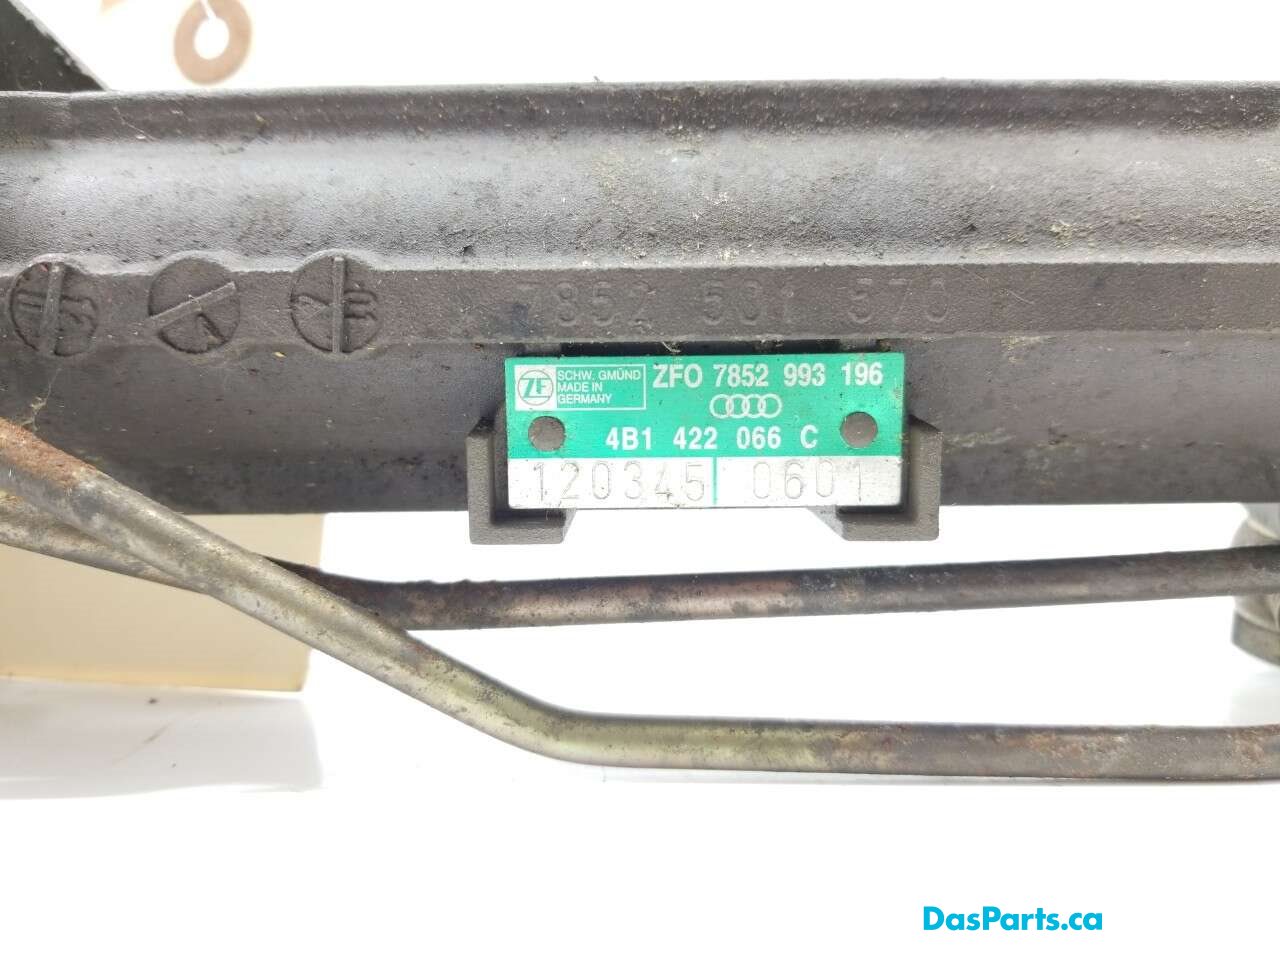 7852 501 570
ZF
SCHW. GMÜND
MADE IN
GERMANY
ZFO 7852 993 196
4B1 422 066 C
120345 0601
DasParts.ca